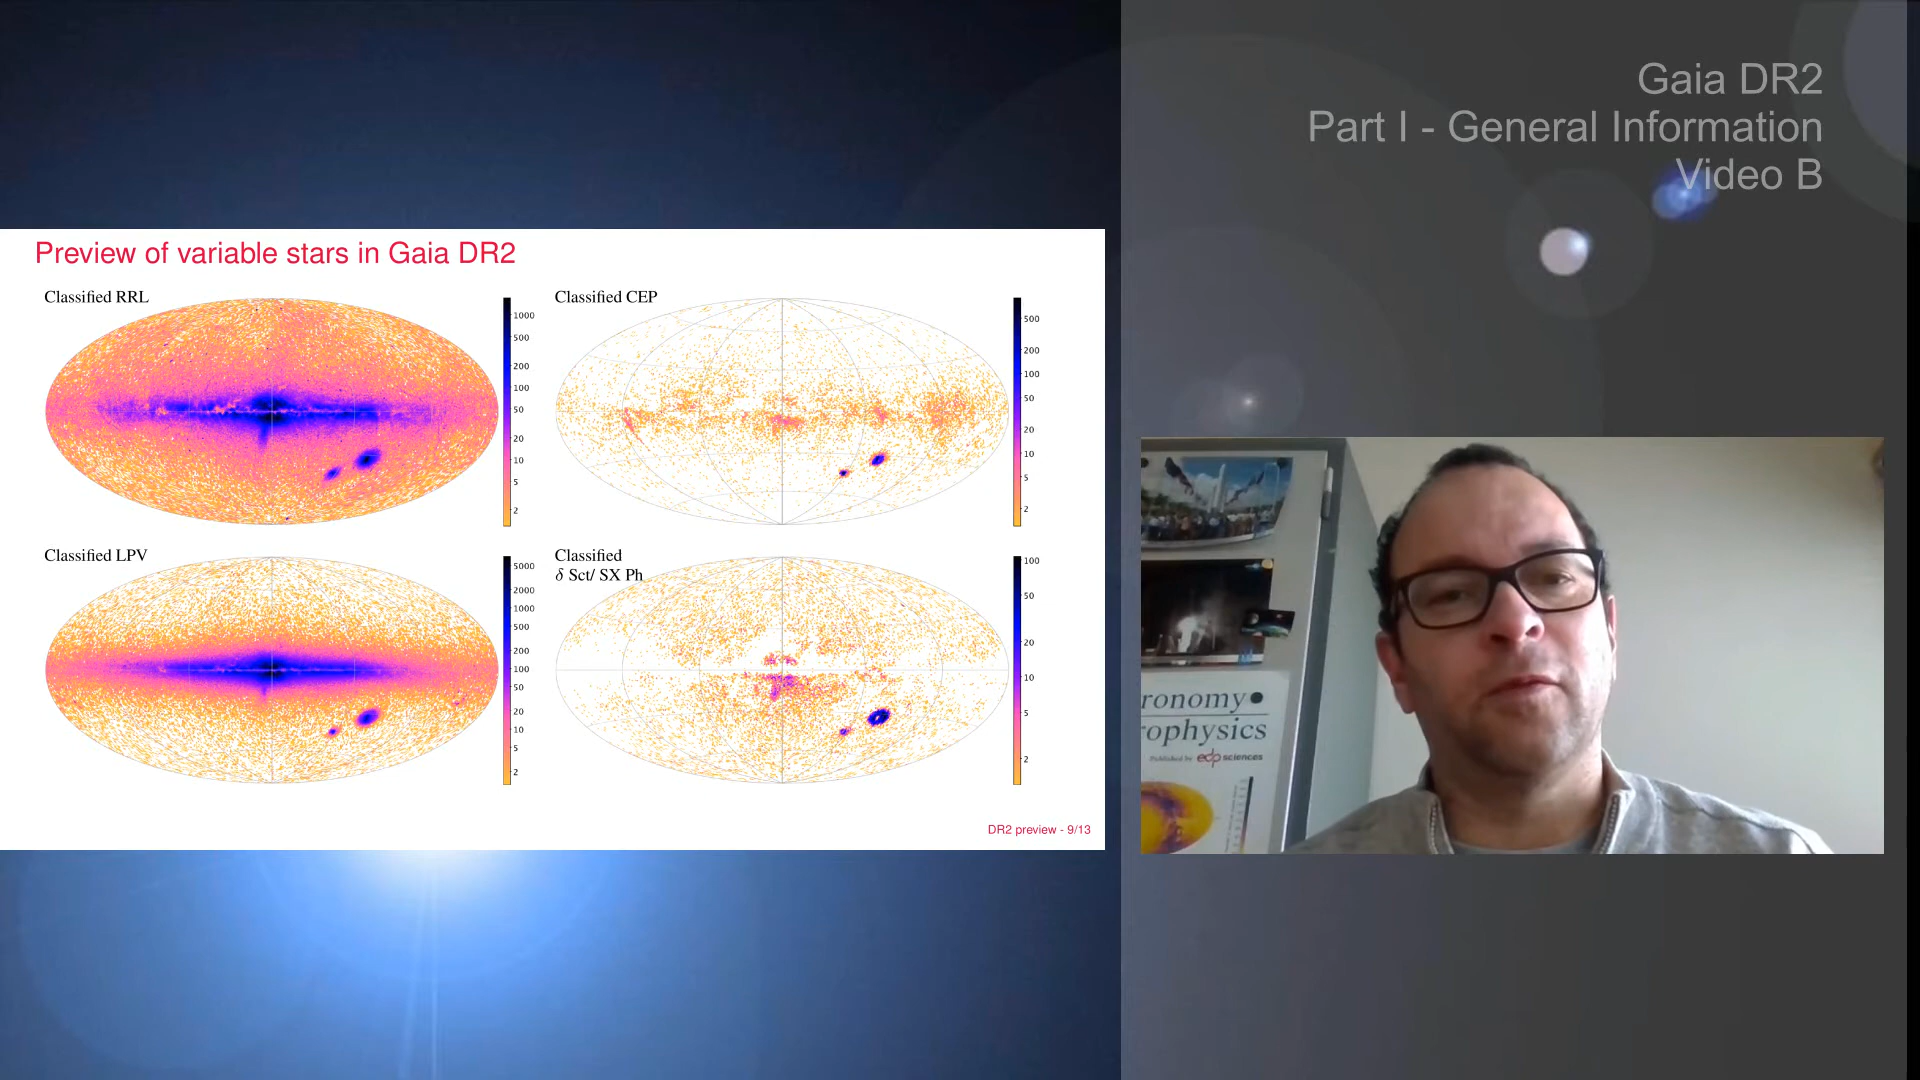 Gaia DR2
Part I - General Information
Video B
Preview of variable stars in Gaia DR2
Classified RRL
1000
500
200
100
50
20
10
5
2
Classified CEP
500
200
100
50
20
10
5
2
Classified LPV
5000
2000
1000
500
200
100
50
20
10
5
2
Classified
δ Sct/ SX Ph
100
50
20
10
5
2
DR2 preview - 9/13
ronomy
rophysics
Published by edp sciences